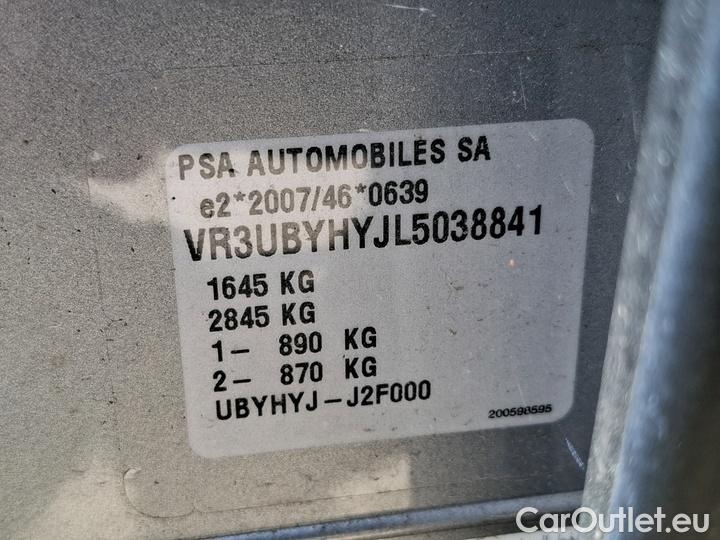 PSA AUTOMOBILES SA
e2*2007/46*0639
VR3UBYHYJL5038841
1645 KG
2845 KG
1- 890 KG
2- 870 KG
UBYHYJ-J2F000
200598595
CarOutlet.eu